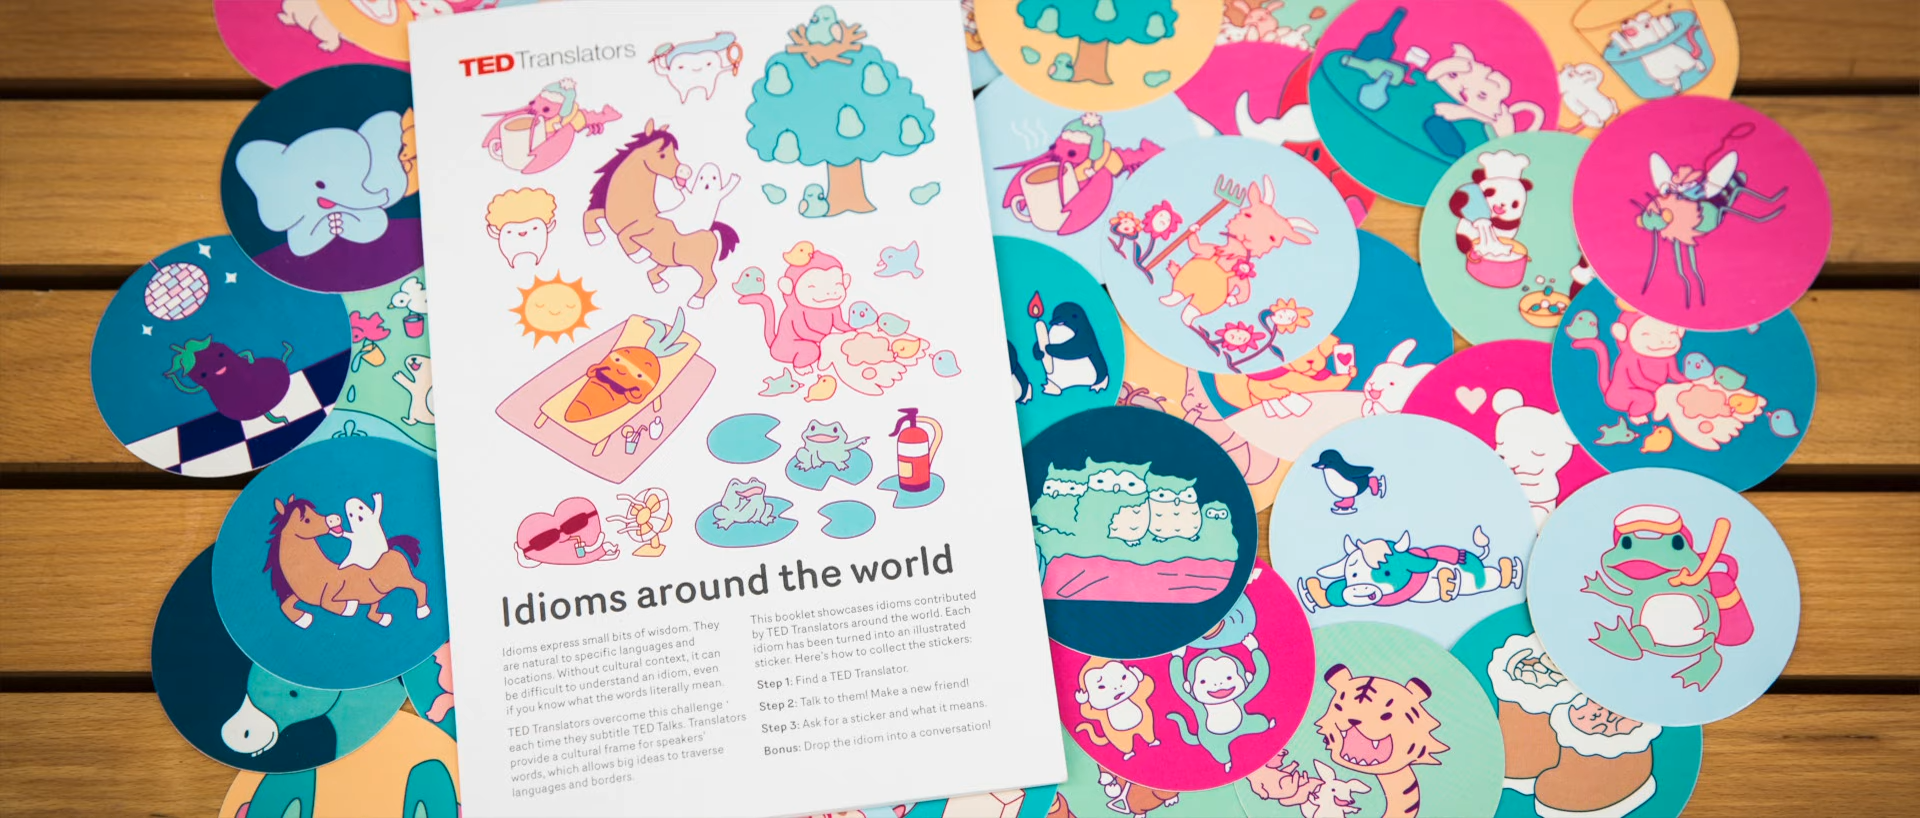 TED Translators
Idioms around the world
Idioms express small bits of wisdom. They
are natural to specific languages and
locations. Without cultural context, it can
be difficult to understand an idiom, even
if you know what the words literally mean.
TED Translators overcome this challenge
each time they subtitle TED Talks. Translators
provide a cultural frame for speakers'
words, which allows big ideas to traverse
languages and borders.
This booklet showcases idioms contributed
by TED Translators around the world. Each
idiom has been turned into an illustrated
sticker. Here's how to collect the stickers:
Step 1: Find a TED Translator.
Step 2: Talk to them! Make a new friend!
Step 3: Ask for a sticker and what it means.
Bonus: Drop the idiom into a conversation!